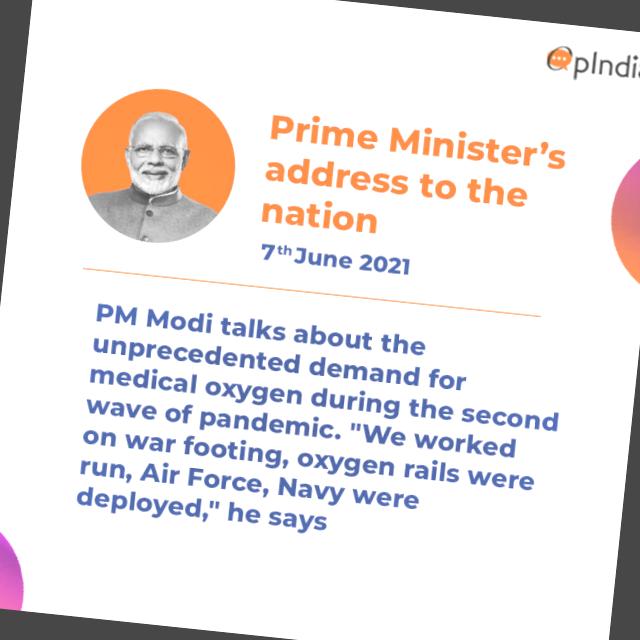 OpIndia
Prime Minister's
address to the
nation
7th June 2021
PM Modi talks about the
unprecedented demand for
medical oxygen during the second
wave of pandemic. "We worked
on war footing, oxygen rails were
run, Air Force, Navy were
deployed," he says